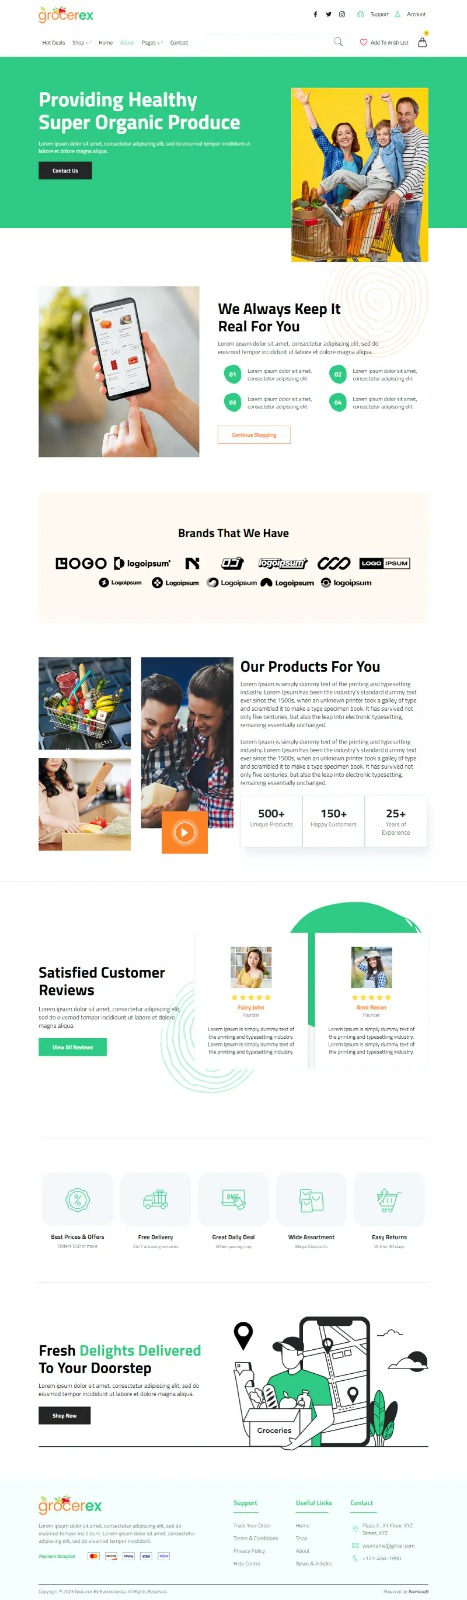 grocerex
Support
Account
Hot Deals
Shop
Home
About
Pages
Contact
Add To Wish List
Providing Healthy
Super Organic Produce
Lorem ipsum dolor sit amet, consectetur adipiscing elit, sed do eiusmod tempor incididunt ut
labore et dolore magna aliqua.
Contact Us
We Always Keep It
Real For You
Lorem ipsum dolor sit amet, consectetur adipiscing elit, sed do
eiusmod tempor incididunt ut labore et dolore magna aliqua.
01
Lorem ipsum dolor sit amet,
consectetur adipiscing elit
02
Lorem ipsum dolor sit amet,
consectetur adipiscing elit
03
Lorem ipsum dolor sit amet,
consectetur adipiscing elit
04
Lorem ipsum dolor sit amet,
consectetur adipiscing elit
Continue Shopping
Brands That We Have
LOGO
logoipsum
logoipsum
LOGO IPSUM
Logoipsum
logoipsum
Logoipsum
Logoipsum
logoipsum
Our Products For You
Lorem Ipsum is simply dummy text of the printing and typesetting
industry. Lorem Ipsum has been the industry's standard dummy text
ever since the 1500s, when an unknown printer took a galley of type
and scrambled it to make a type specimen book. It has survived not
only five centuries, but also the leap into electronic typesetting,
remaining essentially unchanged.
Lorem Ipsum is simply dummy text of the printing and typesetting
industry. Lorem Ipsum has been the industry's standard dummy text
ever since the 1500s, when an unknown printer took a galley of type
and scrambled it to make a type specimen book. It has survived not
only five centuries, but also the leap into electronic typesetting,
remaining essentially unchanged.
500+
Unique Products
150+
Happy Customers
25+
Years of
Experience
Satisfied Customer
Reviews
Lorem ipsum dolor sit amet, consectetur adipiscing elit,
sed do eiusmod tempor incididunt ut labore et dolore
magna aliqua.
View All Reviews
Fairy John
Founder
Lorem Ipsum is simply dummy text of
the printing and typesetting industry.
Lorem Ipsum is simply dummy text of
the printing and typesetting industry.
Anol Recon
Founder
Lorem Ipsum is simply dummy text of
the printing and typesetting industry.
Lorem Ipsum is simply dummy text of
the printing and typesetting industry.
Best Prices & Offers
Orders $50 or more
Free Delivery
24/7 amazing services
Great Daily Deal
When you sign up
Wide Assortment
Mega Discounts
Easy Returns
Within 30 days
Fresh Delights Delivered
To Your Doorstep
Lorem ipsum dolor sit amet, consectetur adipiscing elit, sed do
eiusmod tempor incididunt ut labore et dolore magna aliqua.
Shop Now
Groceries
grocerex
Lorem ipsum dolor sit amet, consectetur adipiscing elit, sed do
eiusmod tempor incididunt ut labore et dolore magna aliqua.
Payment Accepted
Support
Track Your Order
Terms & Conditions
Privacy Policy
Help Centre
Useful Links
Home
Shop
About
News & Articles
Contact
Plaza X, XY Floor, XYZ
Street, XYZ
yourname@gmail.com
+123-456-7890
All Rights Reserved
Powered by